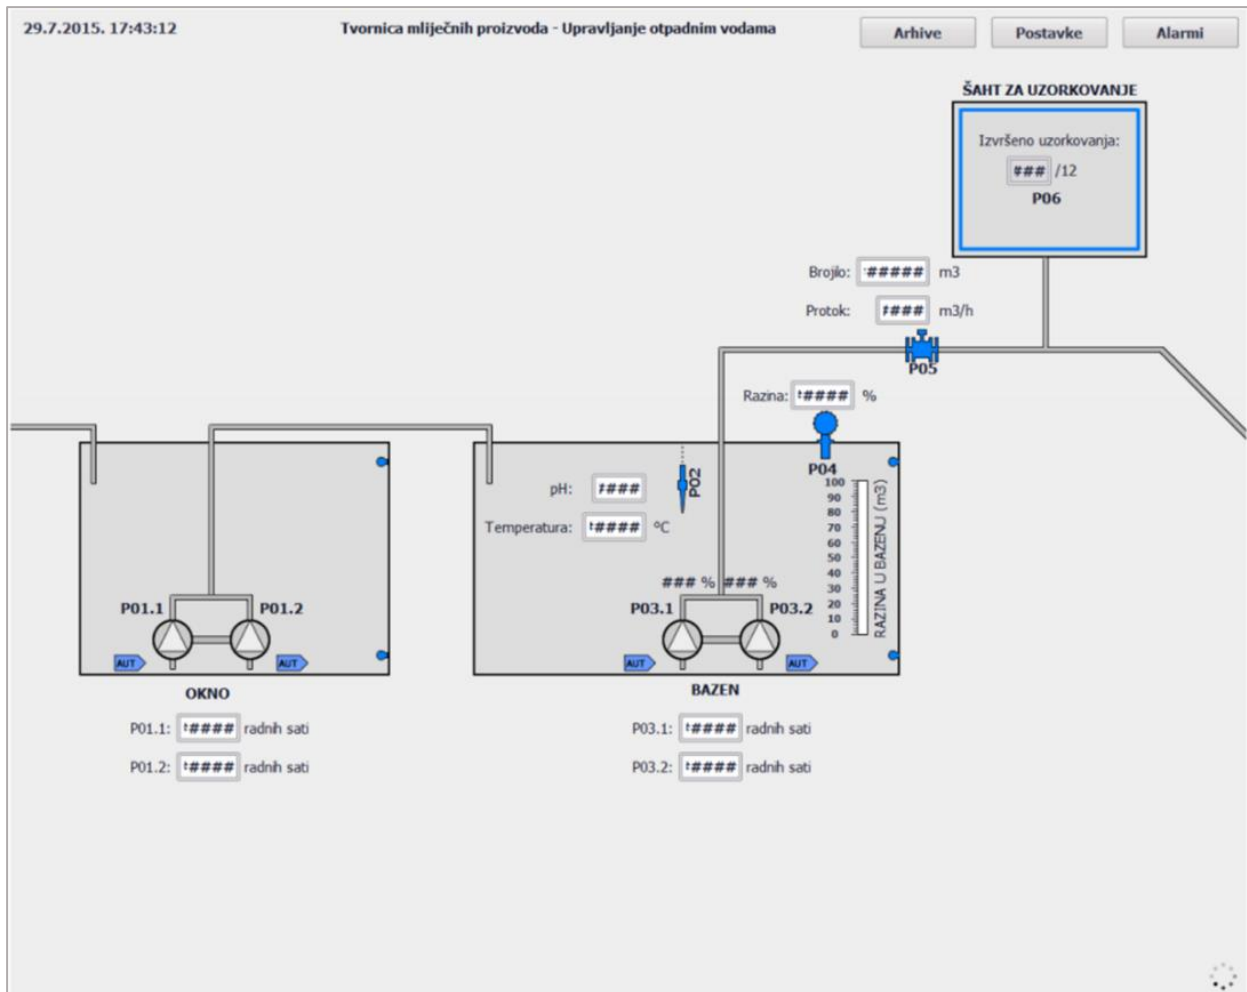 29.7.2015. 17:43:12 Tvornica mliječnih proizvoda - Upravljanje otpadnim vodama Arhive Postavke Alarmi
ŠAHT ZA UZORKOVANJE
Izvršeno uzorkovanja:
### /12
P06
Brojilo: ##### m3
Protok: ### m3/h
P05
Razina: #### %
P04
P02
pH: ###
Temperatura: #### °C
100
90
80
70
60
50
40
30
20
10
0
RAZINA U BAZENU (m3)
### % ### %
P01.1 P01.2
P03.1 P03.2
AUT AUT
AUT AUT
OKNO
BAZEN
P01.1: #### radnih sati
P01.2: #### radnih sati
P03.1: #### radnih sati
P03.2: #### radnih sati